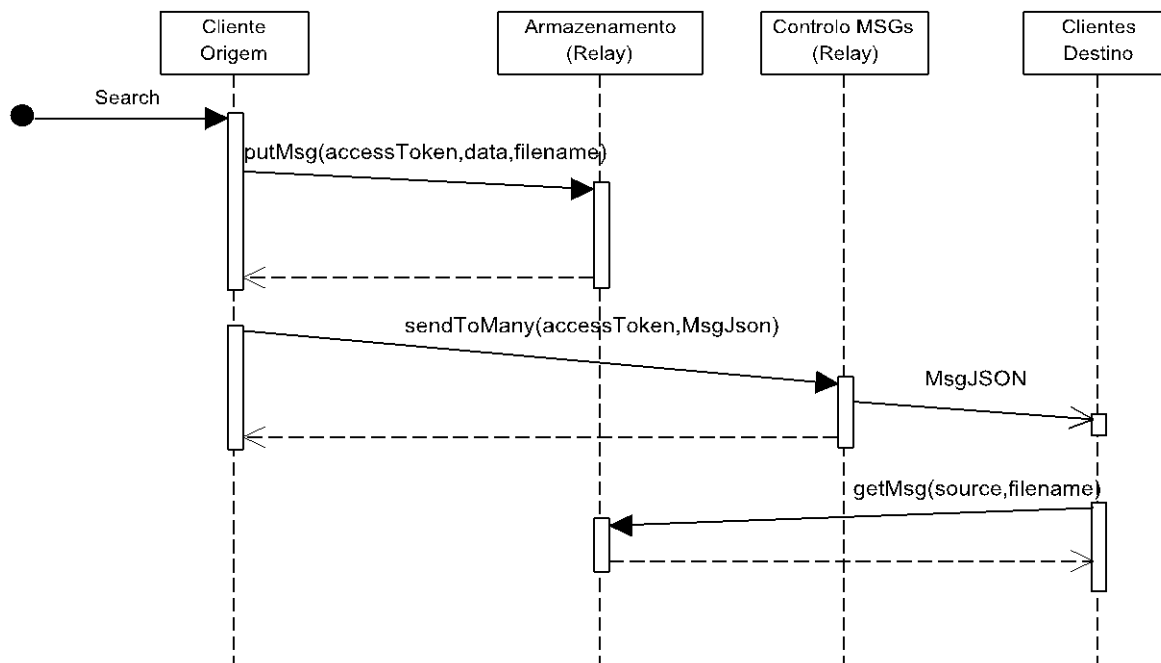 Cliente
Origem
Armazenamento
(Relay)
Controlo MSGs
(Relay)
Clientes
Destino
Search
putMsg(accessToken,data,filename)
sendToMany(accessToken,MsgJson)
MsgJSON
getMsg(source,filename)